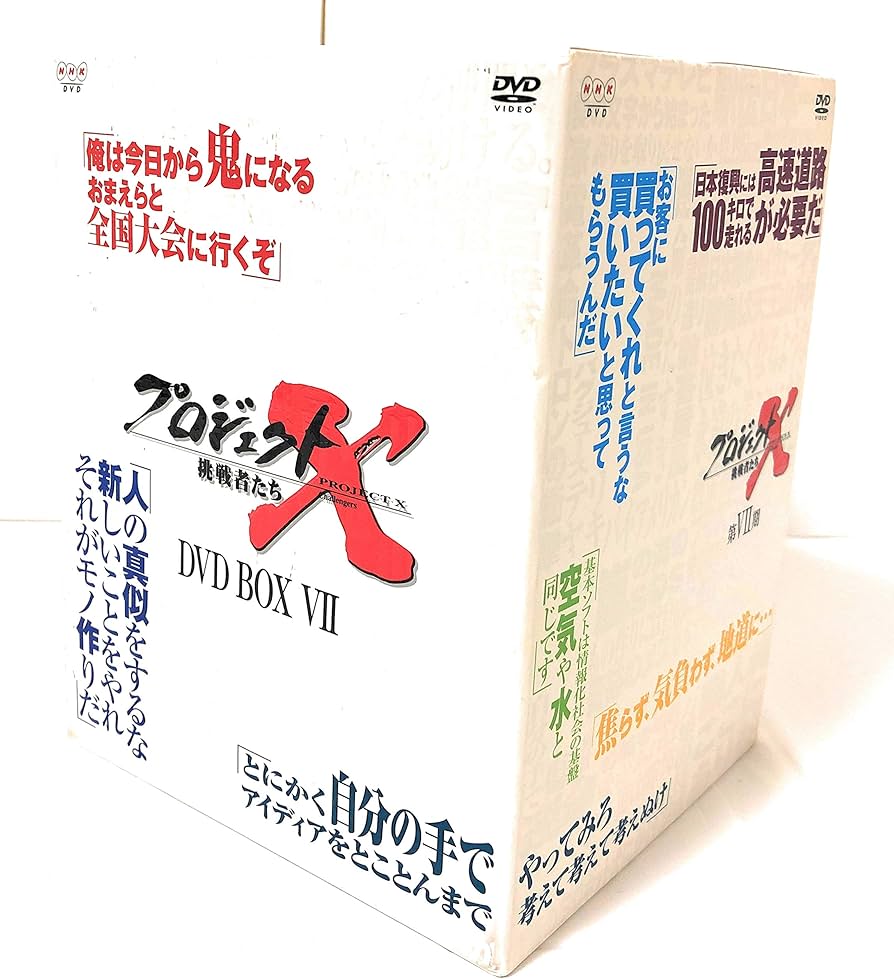 NHK
DVD
DVD
VIDEO
「俺は今日から鬼になる
おまえらと
全国大会に行くぞ」
プロジェクトX
挑戦者たち
PROJECT-X
Challengers
DVD BOX VII
「人の真似をするな
新しいことをやれ
それがモノ作りだ」
「とにかく自分の手で
アイディアをとことんまで
NHK
DVD
DVD
VIDEO
「日本復興には
100キロで
走れる
高速道路
が必要だ」
「お客に
買ってくれと言うな
買いたいと思って
もらうんだ」
プロジェクトX
挑戦者たち
第VII期
「基本ソフトは情報化社会の基盤
空気や水と
同じです」
「焦らず、気負わず、地道に…
やってみろ
考えて考えて考えぬけ」